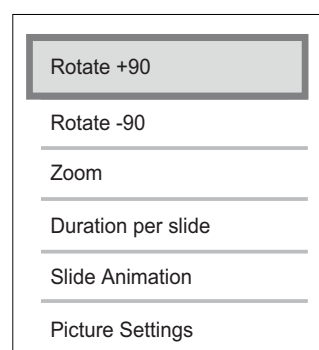 Rotate +90
Rotate -90
Zoom
Duration per slide
Slide Animation
Picture Settings